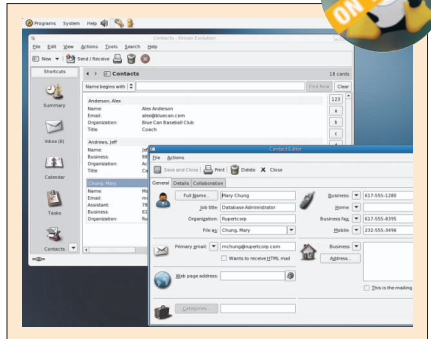 ON
Programs System Help
Contacts - Ximian Evolution
File Edit View Actions Tools Search Help
New Send / Receive
Shortcuts
Contacts
18 cards
Name begins with
Find Now Clear
Summary
Inbox (6)
Calendar
Tasks
Contacts
123
a
b
c
Anderson, Alex
Name Alex Anderson
Email alex@bluecan.com
Organization Blue Can Baseball Club
Title Coach
Andrews, Jeff
Name
Business
Organization
Title
Chung, Mary
Name
Email
Assistant
Business
Organization
Contact Editor
File Actions
Save and Close Print Delete Close
General Details Collaboration
Full Name... Mary Chung
Job title: Database Administrator
Organization: Rupertcorp
File as: Chung, Mary
Business 617-555-1280
Home
Business Fax 617-555-8395
Mobile 232-555-3498
Primary email: mchung@rupertcorp.com
Wants to receive HTML mail
Business
Address...
This is the mailing
Web page address:
Categories...